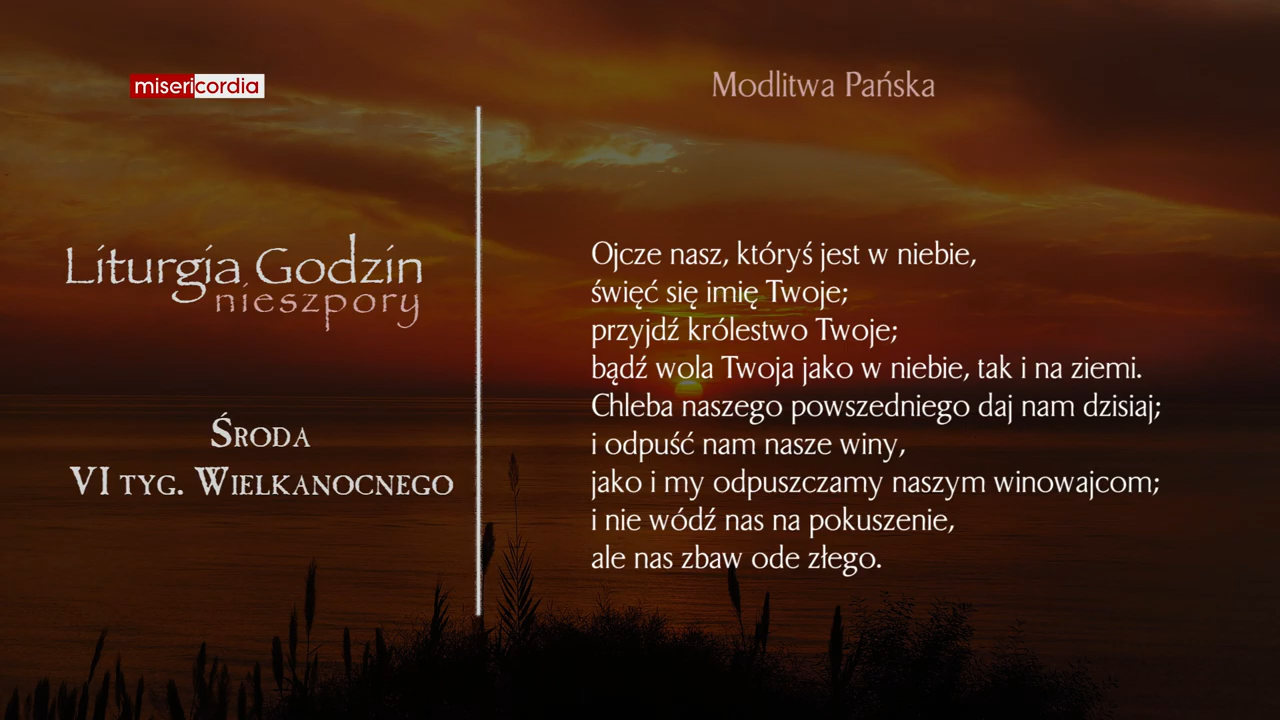 misericordia
Liturgia Godzin
nieszpory
Środa
VI tyg. Wielkanocnego
Modlitwa Pańska
Ojcze nasz, któryś jest w niebie,
święć się imię Twoje;
przyjdź królestwo Twoje;
bądź wola Twoja jako w niebie, tak i na ziemi.
Chleba naszego powszedniego daj nam dzisiaj;
i odpuść nam nasze winy,
jako i my odpuszczamy naszym winowajcom;
i nie wódź nas na pokuszenie,
ale nas zbaw ode złego.